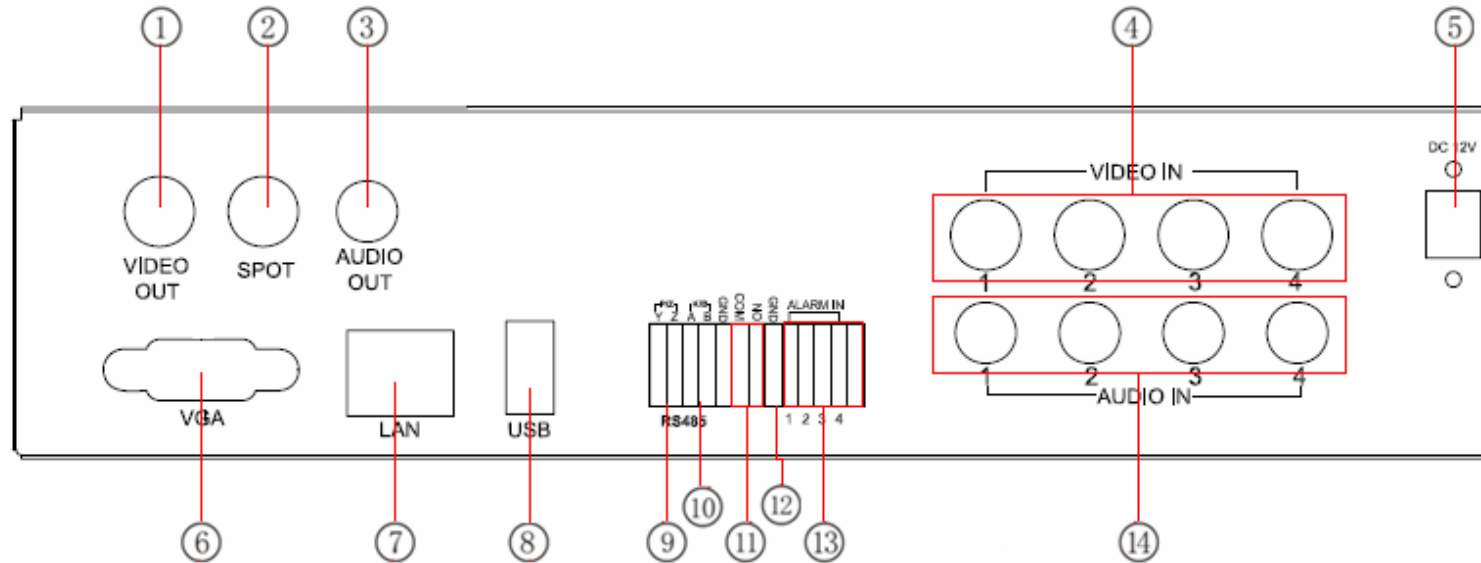 ① ② ③ ④ ⑤
DC 12V
VIDEO IN
VIDEO OUT
SPOT
AUDIO OUT
1 2 3 4
Y Z A B GND COM NO GND ALARM IN
1 2 3 4
AUDIO IN
VGA
LAN
USB
RS485
1 2 3 4
⑥ ⑦ ⑧ ⑨ ⑩ ⑪ ⑫ ⑬ ⑭